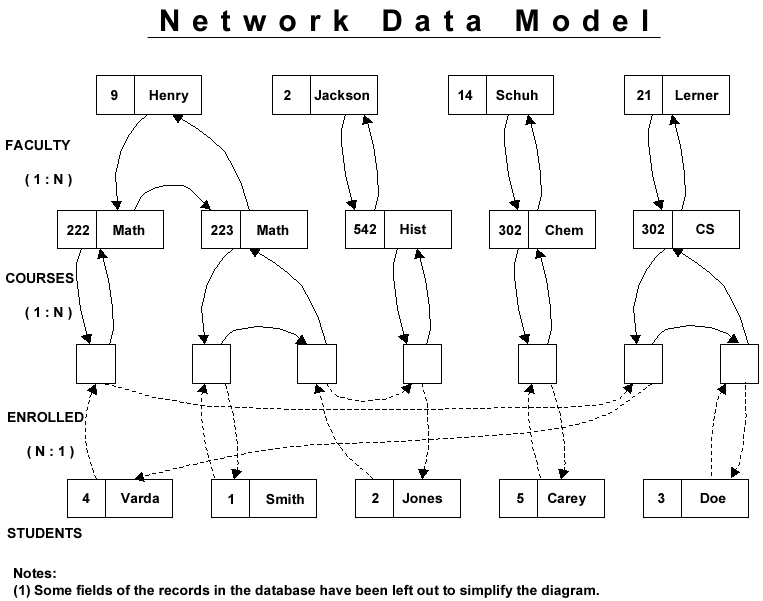 Network Data Model
9 Henry
2 Jackson
14 Schuh
21 Lerner
FACULTY
( 1 : N )
222 Math
223 Math
542 Hist
302 Chem
302 CS
COURSES
( 1 : N )
ENROLLED
( N : 1 )
4 Varda
1 Smith
2 Jones
5 Carey
3 Doe
STUDENTS
Notes:
(1) Some fields of the records in the database have been left out to simplify the diagram.